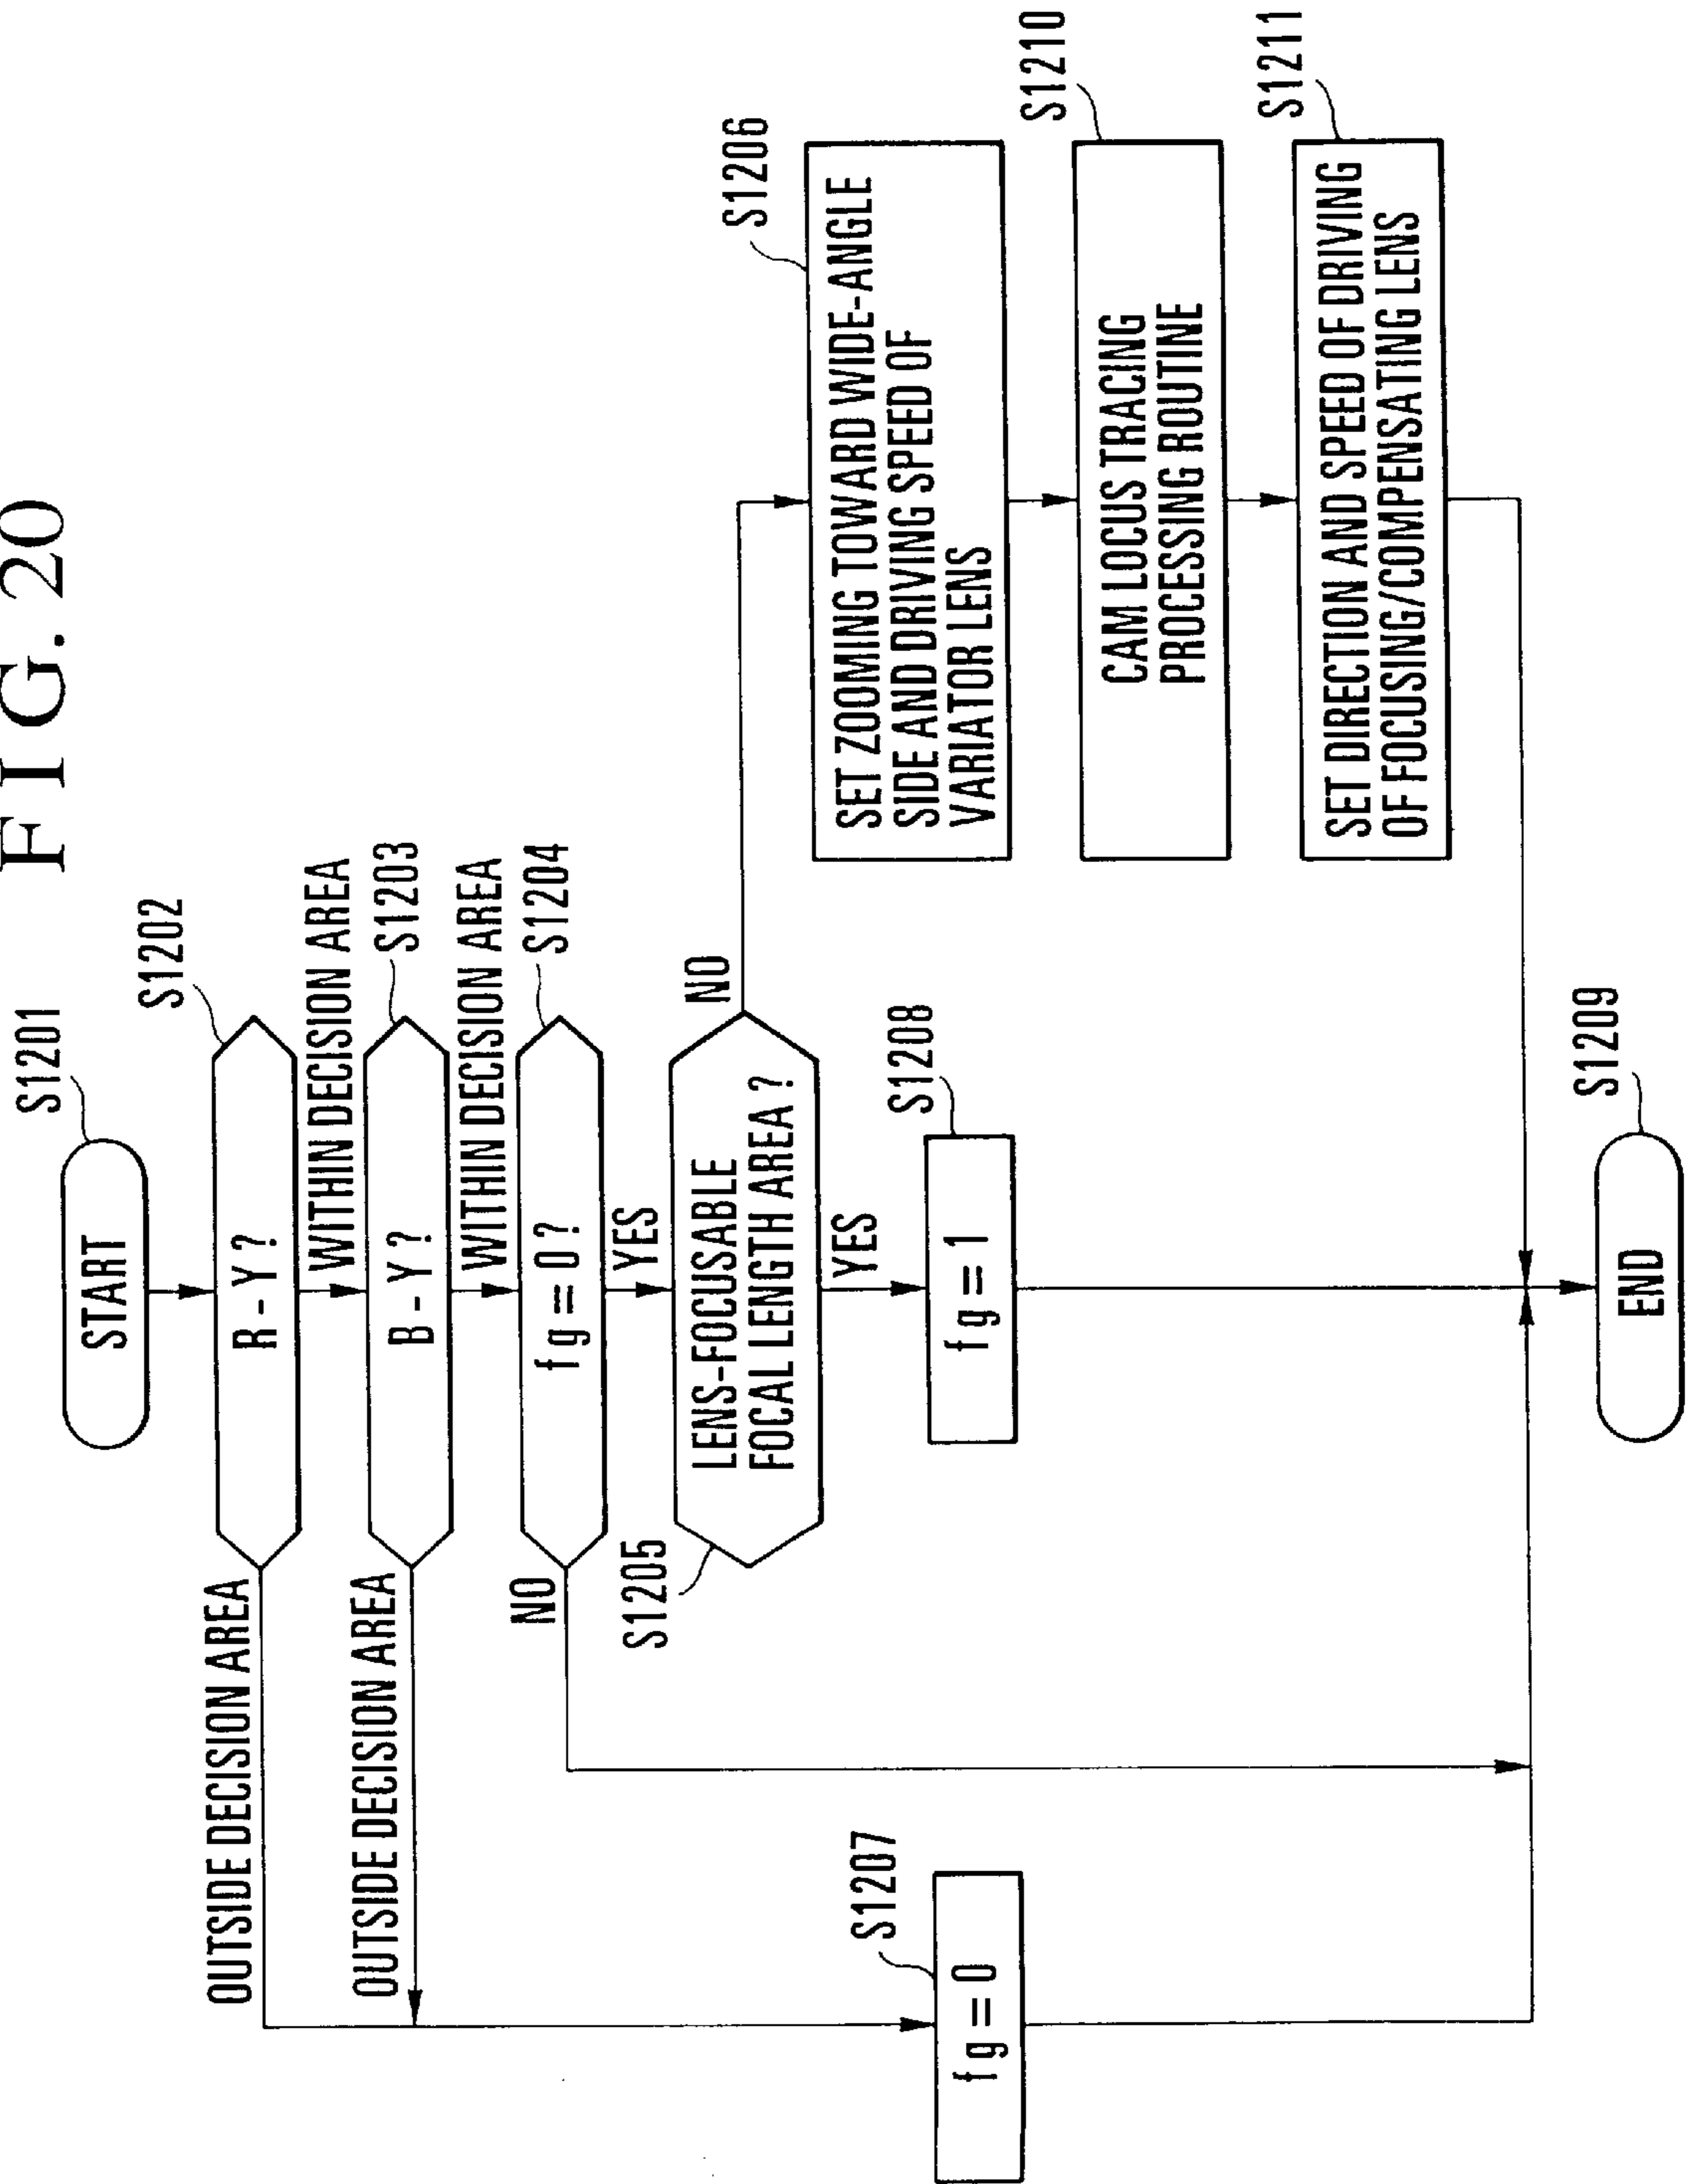 FIG. 20
S1201
START
S1202
R - Y ?
OUTSIDE DECISION AREA
WITHIN DECISION AREA
S1203
B - Y ?
OUTSIDE DECISION AREA
WITHIN DECISION AREA
S1204
fg = 0 ?
NO
YES
S1205
LENS-FOCUSABLE
FOCAL LENGTH AREA ?
NO
YES
S1206
SET ZOOMING TOWARD WIDE-ANGLE
SIDE AND DRIVING SPEED OF
VARIATOR LENS
S1207
fg = 0
S1208
fg = 1
S1210
CAM LOCUS TRACING
PROCESSING ROUTINE
S1211
SET DIRECTION AND SPEED OF DRIVING
OF FOCUSING/COMPENSATING LENS
S1209
END